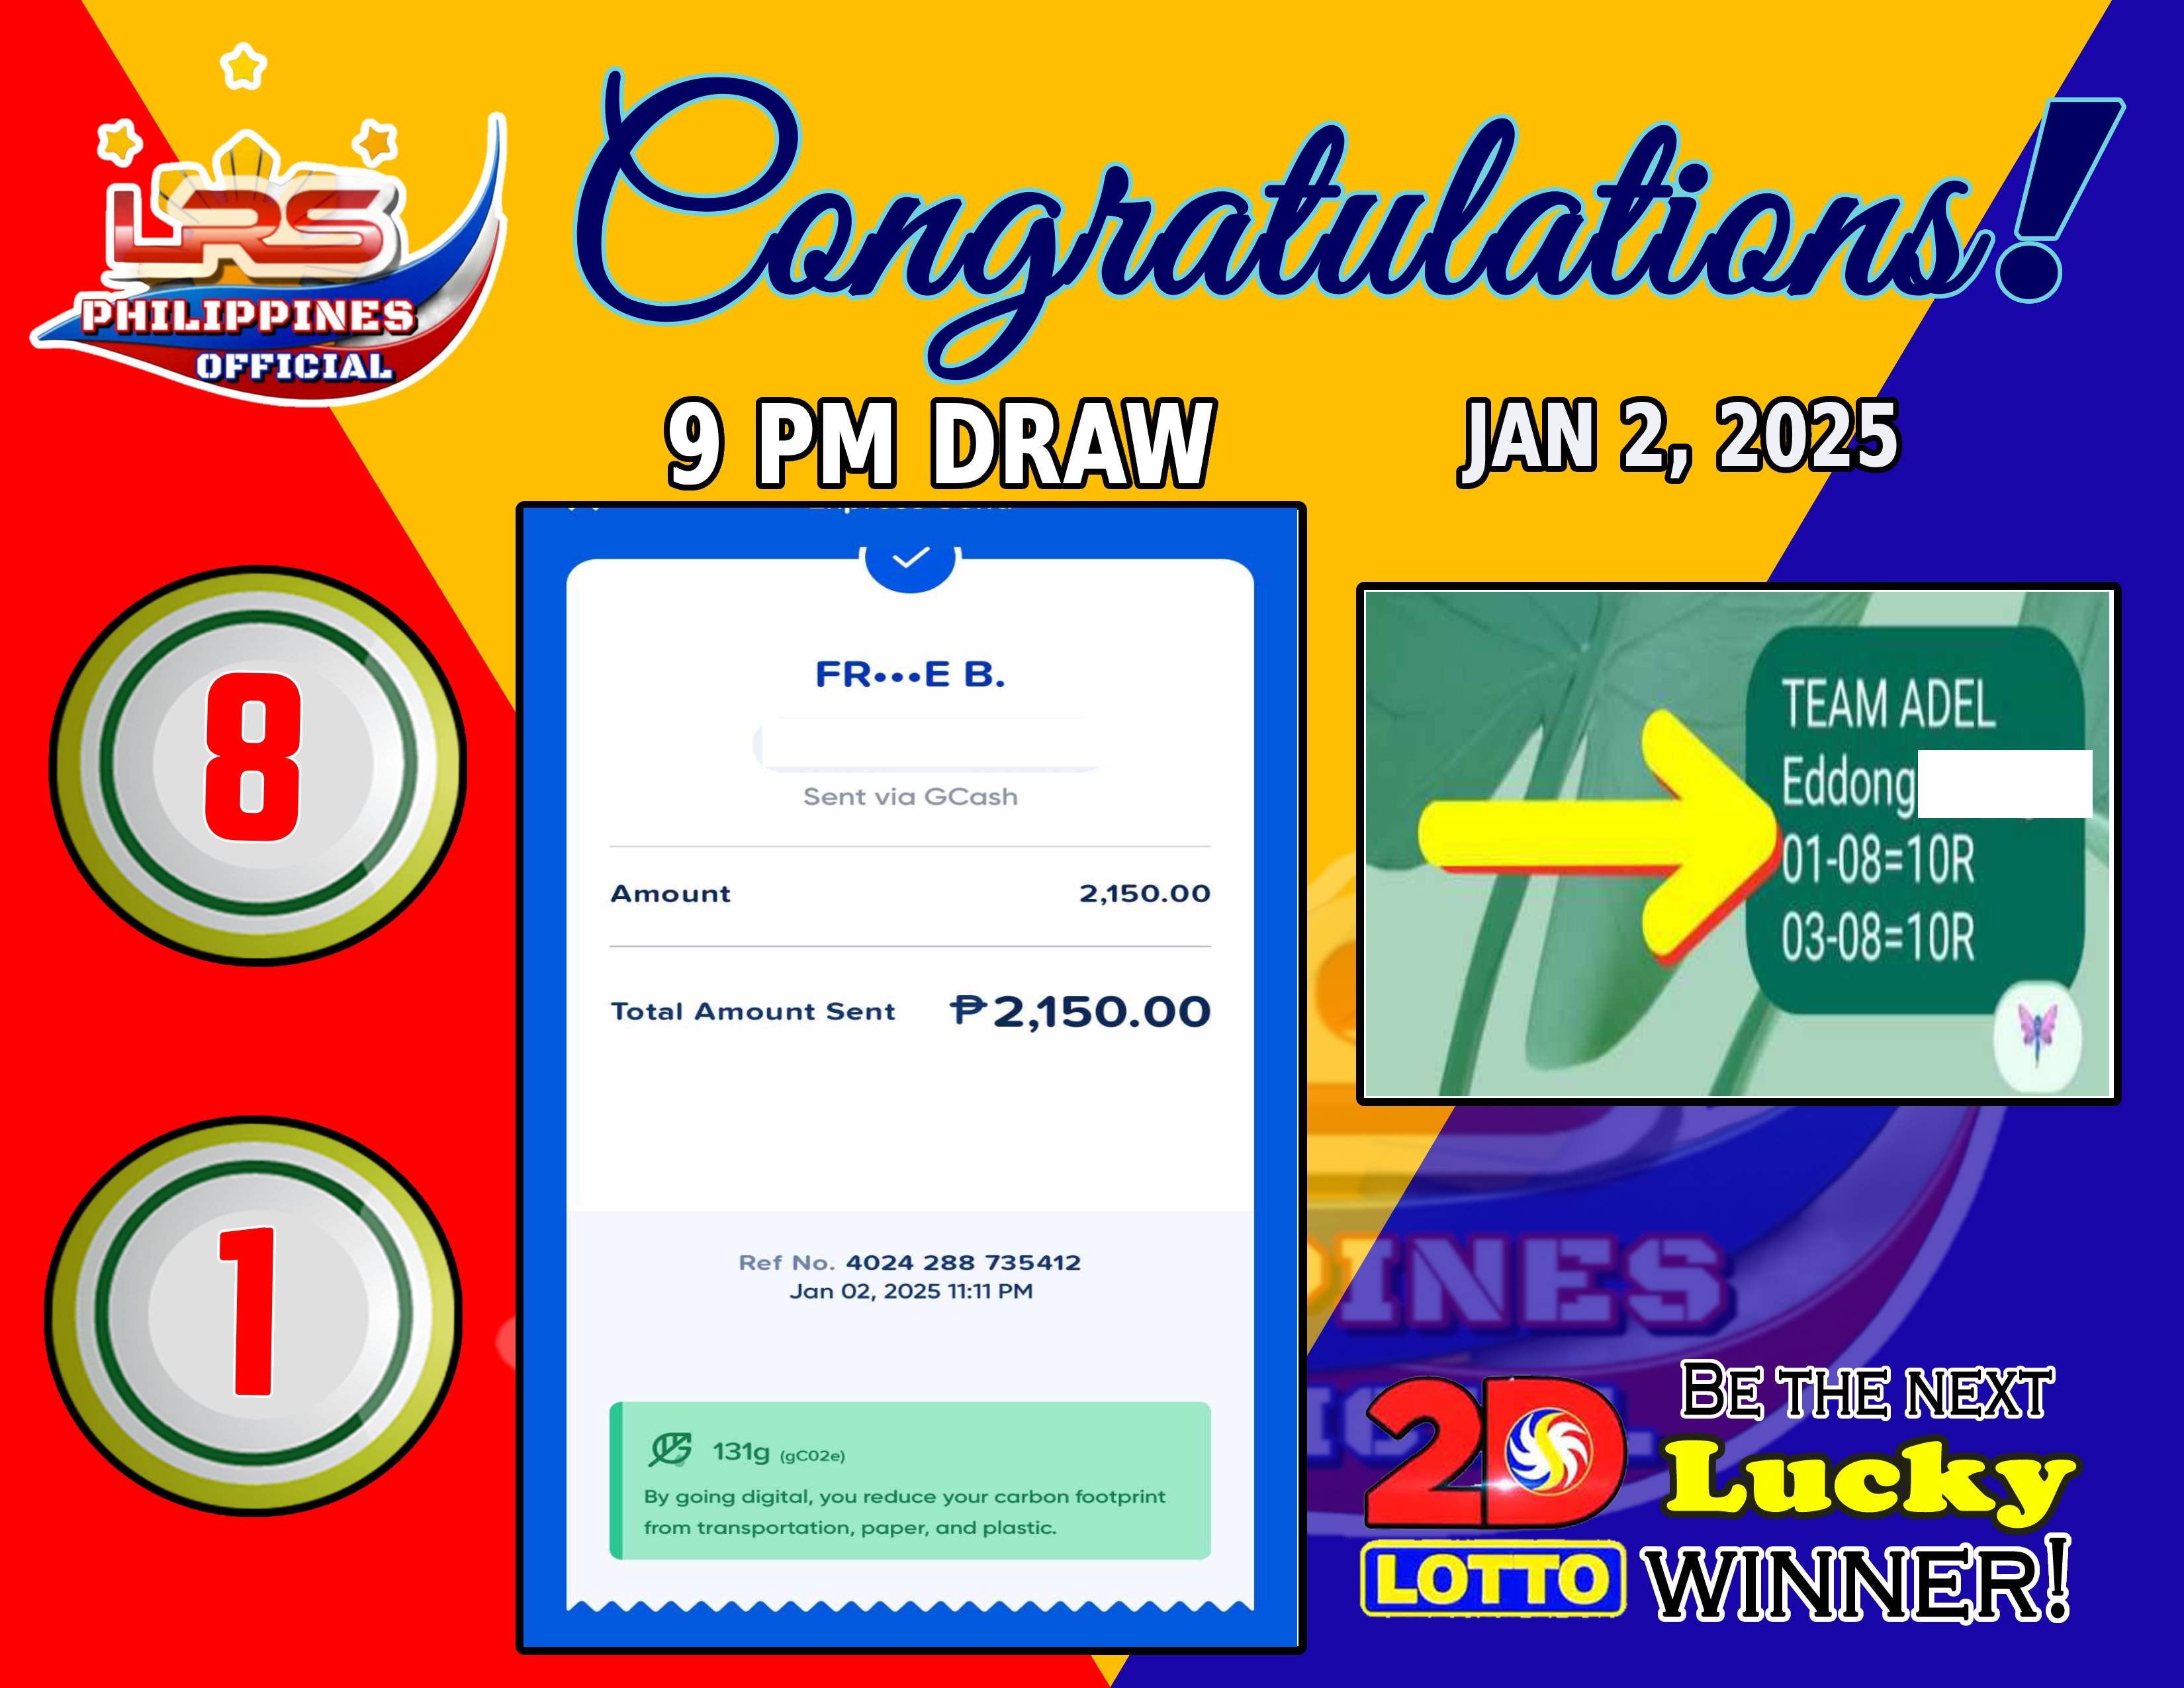 LRS
PHILIPPINES
OFFICIAL
Congratulations!
9 PM DRAW
JAN 2, 2025
8
1
FR•••E B.
Sent via GCash
Amount 2,150.00
Total Amount Sent ₱2,150.00
Ref No. 4024 288 735412
Jan 02, 2025 11:11 PM
131g (gCO2e)
By going digital, you reduce your carbon footprint
from transportation, paper, and plastic.
TEAM ADEL
Eddong
01-08=10R
03-08=10R
2D
LOTTO
BE THE NEXT
Lucky
WINNER!